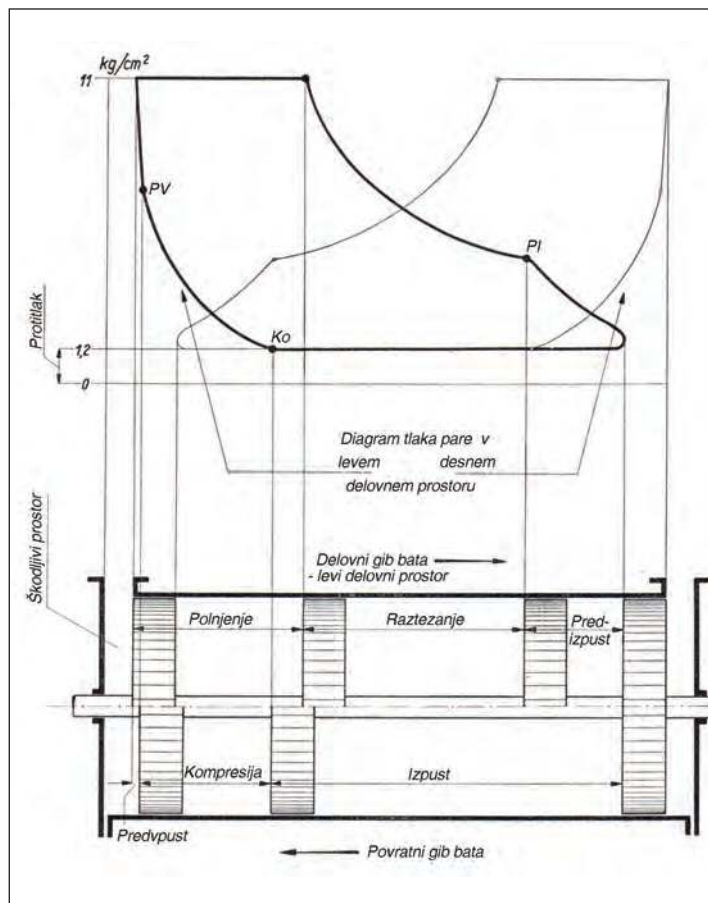 kg/cm²
11
PV
PI
Ko
Protitlak
1,2
0
Diagram tlaka pare v
levem desnem
delovnem prostoru
Škodljivi prostor
Delovni gib bata
- levi delovni prostor
Polnjenje
Raztezanje
Pred-
izpust
Kompresija
Izpust
Predvpust
Povratni gib bata